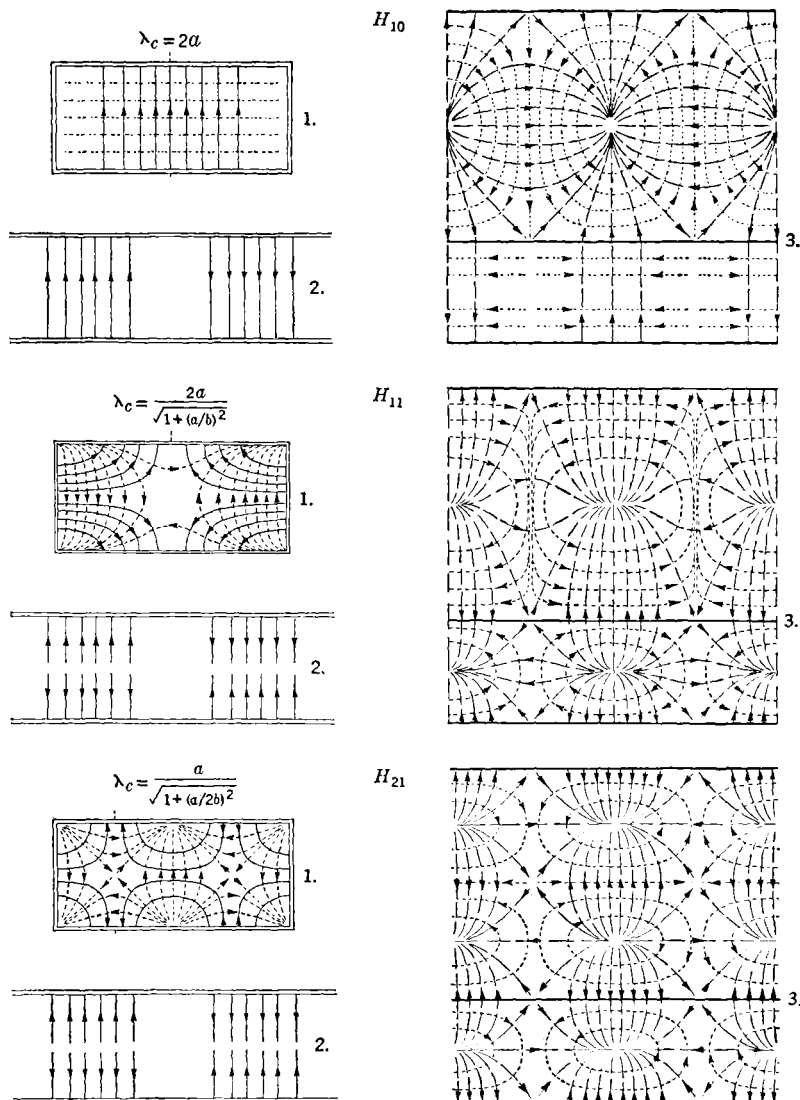 λc = 2a
H10
1.
2.
3.
λc = 2a / √1 + (a/b)²
H11
1.
2.
3.
λc = a / √1 + (a/2b)²
H21
1.
2.
3.